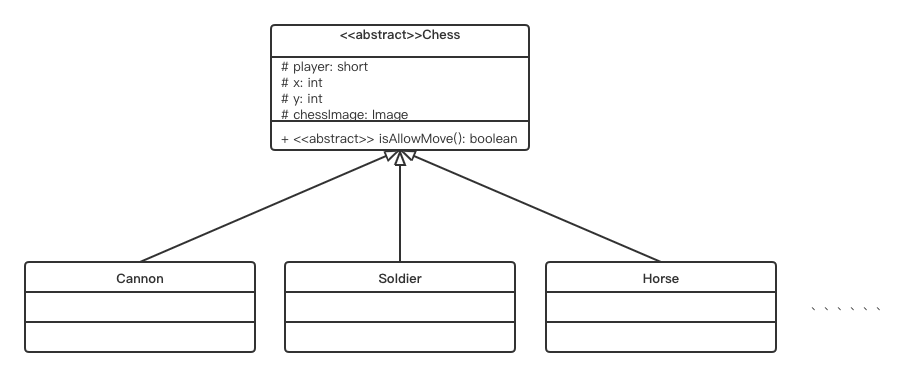 <<abstract>>Chess
# player: short
# x: int
# y: int
# chessImage: Image
+ <<abstract>> isAllowMove(): boolean
Cannon
Soldier
Horse
、、、、、、